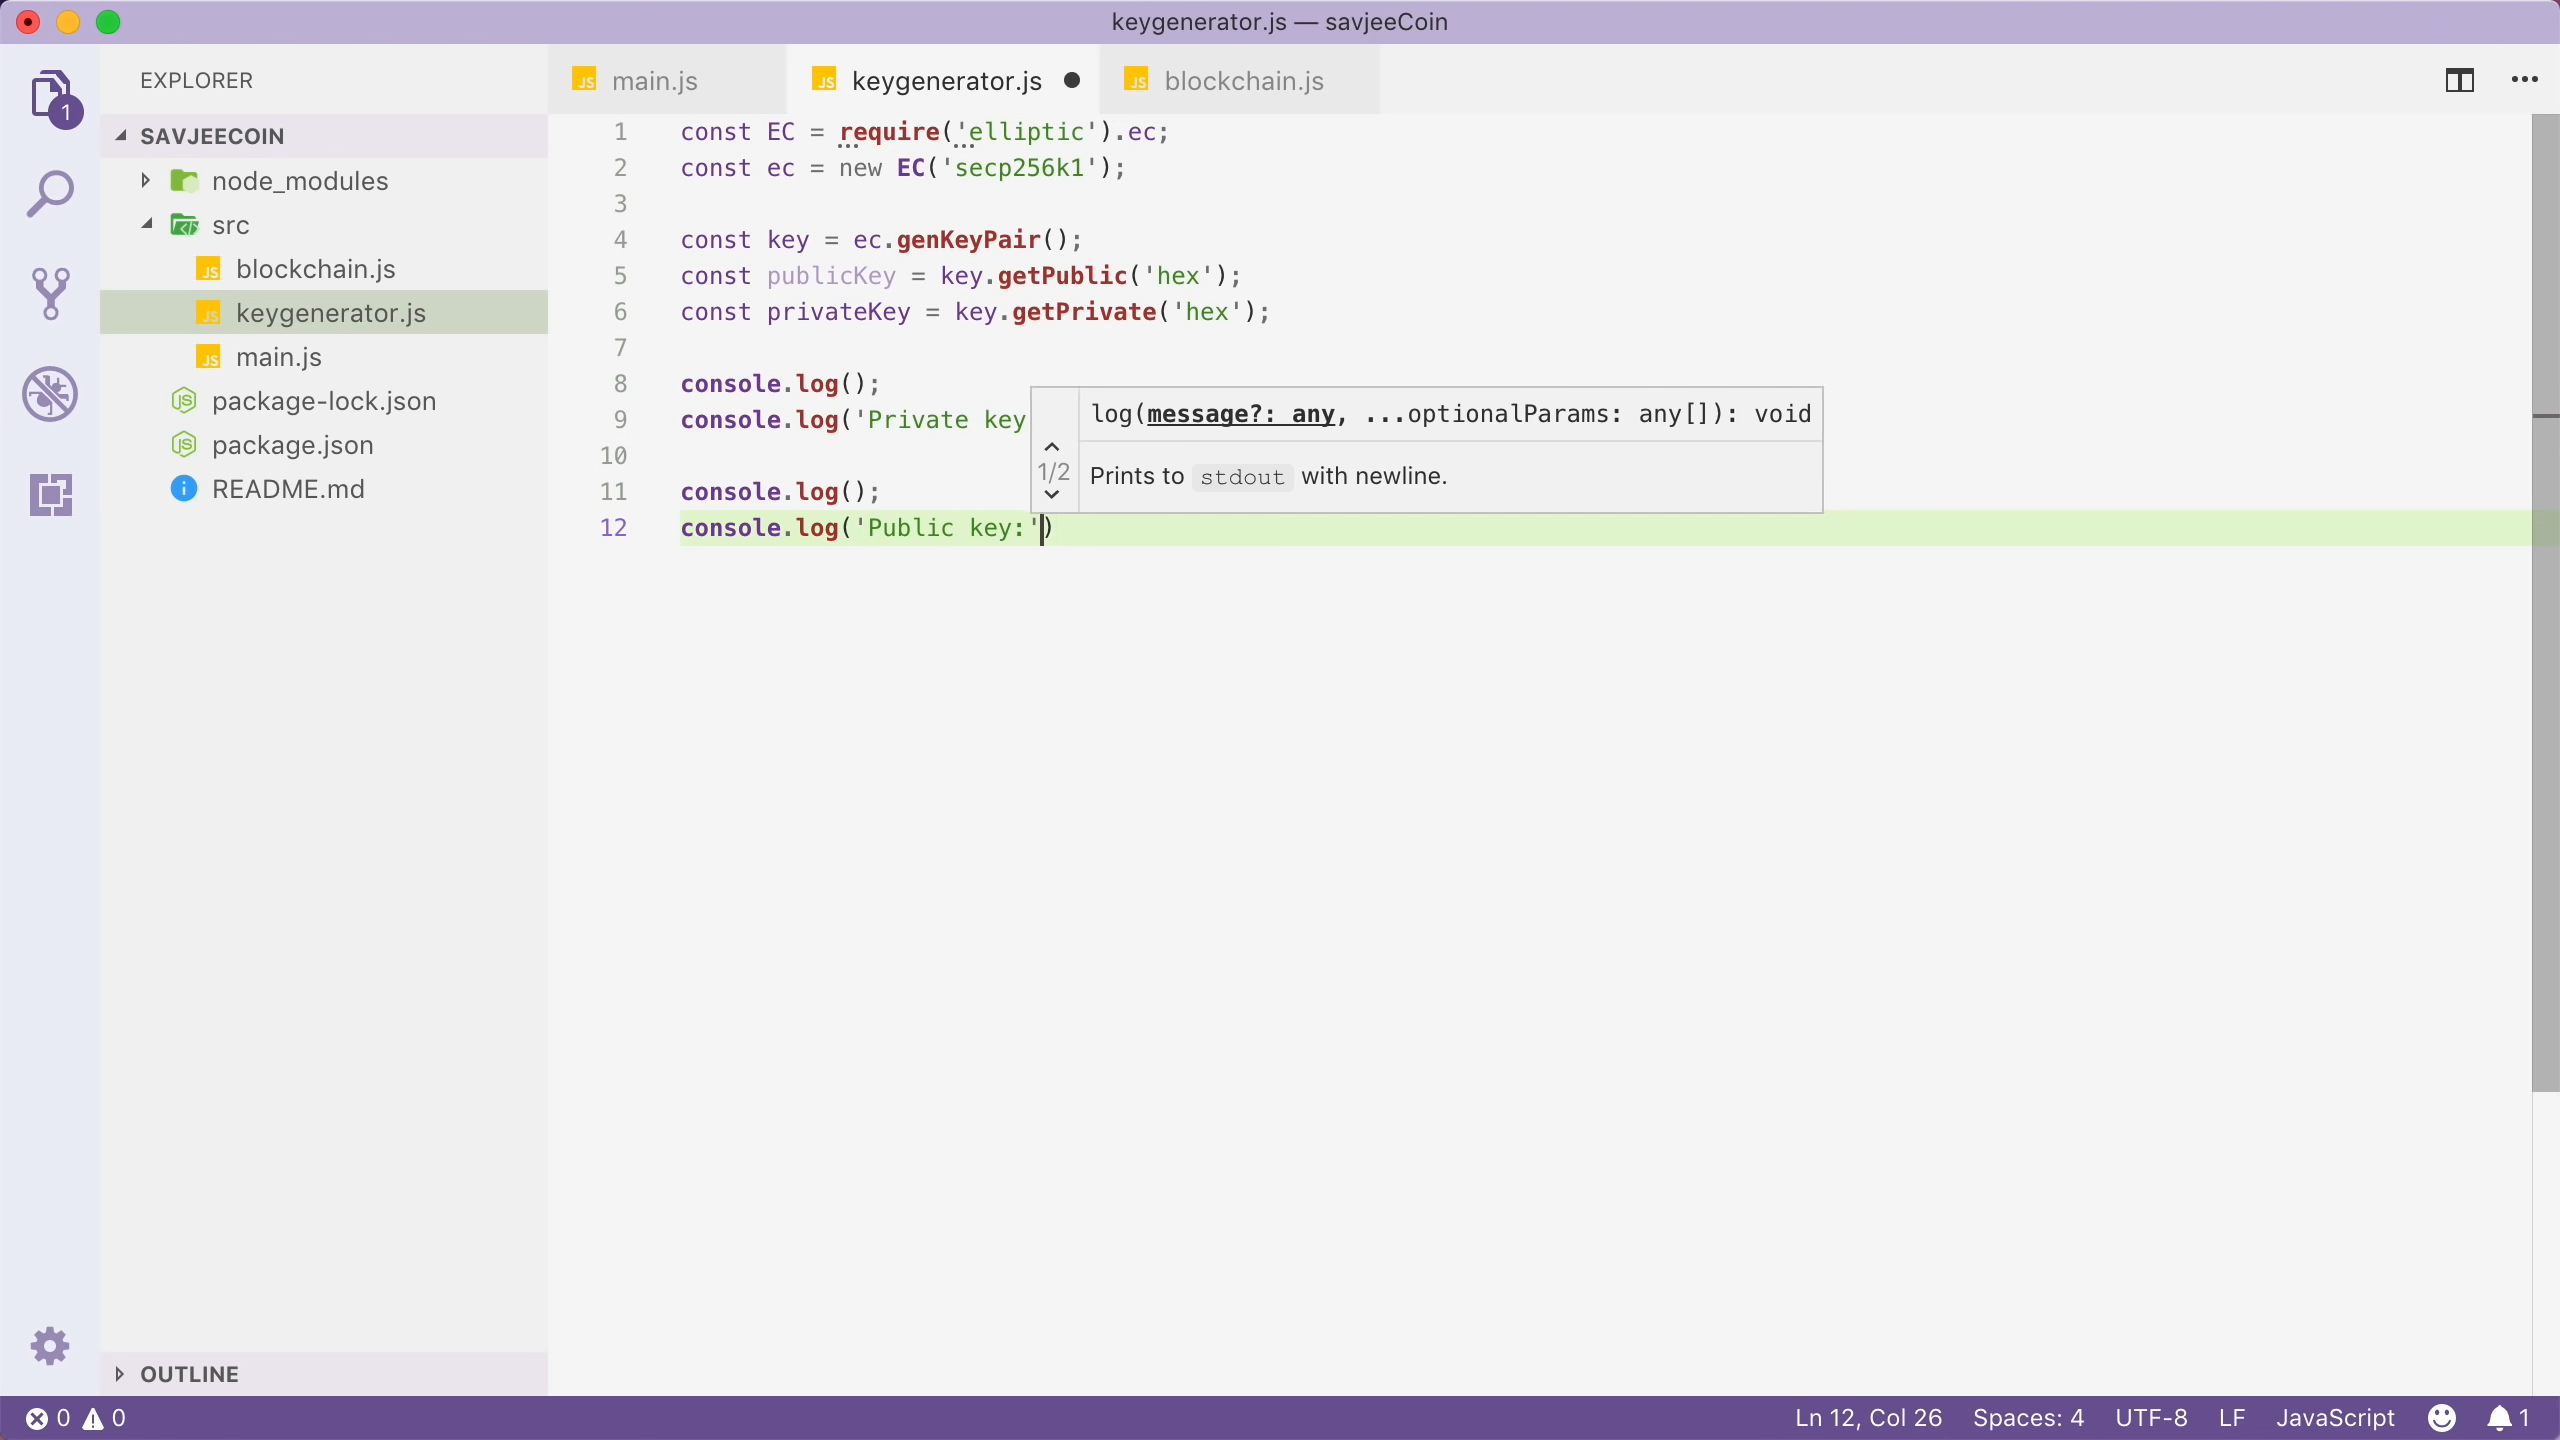 keygenerator.js — savjeeCoin
EXPLORER
main.js
keygenerator.js
blockchain.js
1
SAVJEECOIN
node_modules
src
blockchain.js
keygenerator.js
main.js
package-lock.json
package.json
README.md
OUTLINE
1 const EC = require('elliptic').ec;
2 const ec = new EC('secp256k1');
3
4 const key = ec.genKeyPair();
5 const publicKey = key.getPublic('hex');
6 const privateKey = key.getPrivate('hex');
7
8 console.log();
9 console.log('Private key
10
11 console.log();
12 console.log('Public key:')
log(message?: any, ...optionalParams: any[]): void
1/2
Prints to stdout with newline.
0 0 Ln 12, Col 26 Spaces: 4 UTF-8 LF JavaScript 1